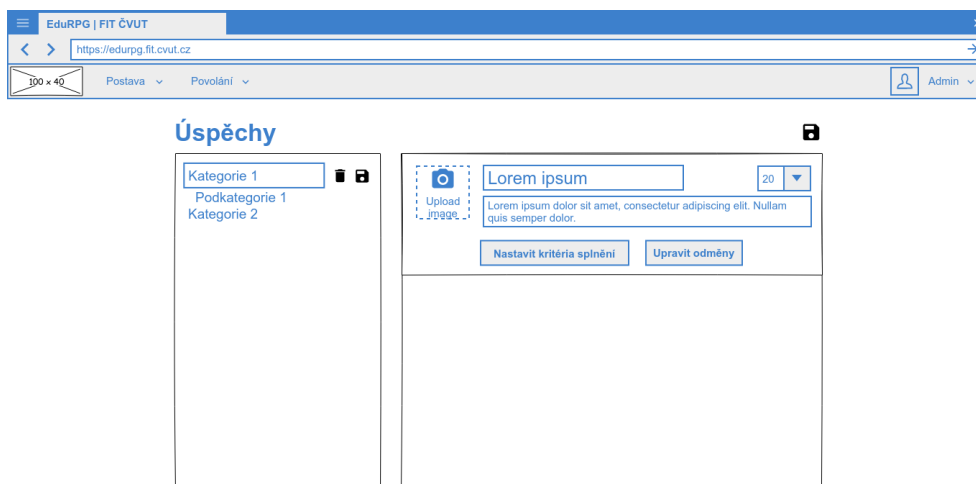 EduRPG | FIT ČVUT
https://edurpg.fit.cvut.cz
100 × 40
Postava
Povolání
Admin
Úspěchy
Kategorie 1
Podkategorie 1
Kategorie 2
Upload
image
Lorem ipsum
20
Lorem ipsum dolor sit amet, consectetur adipiscing elit. Nullam
quis semper dolor.
Nastavit kritéria splnění
Upravit odměny